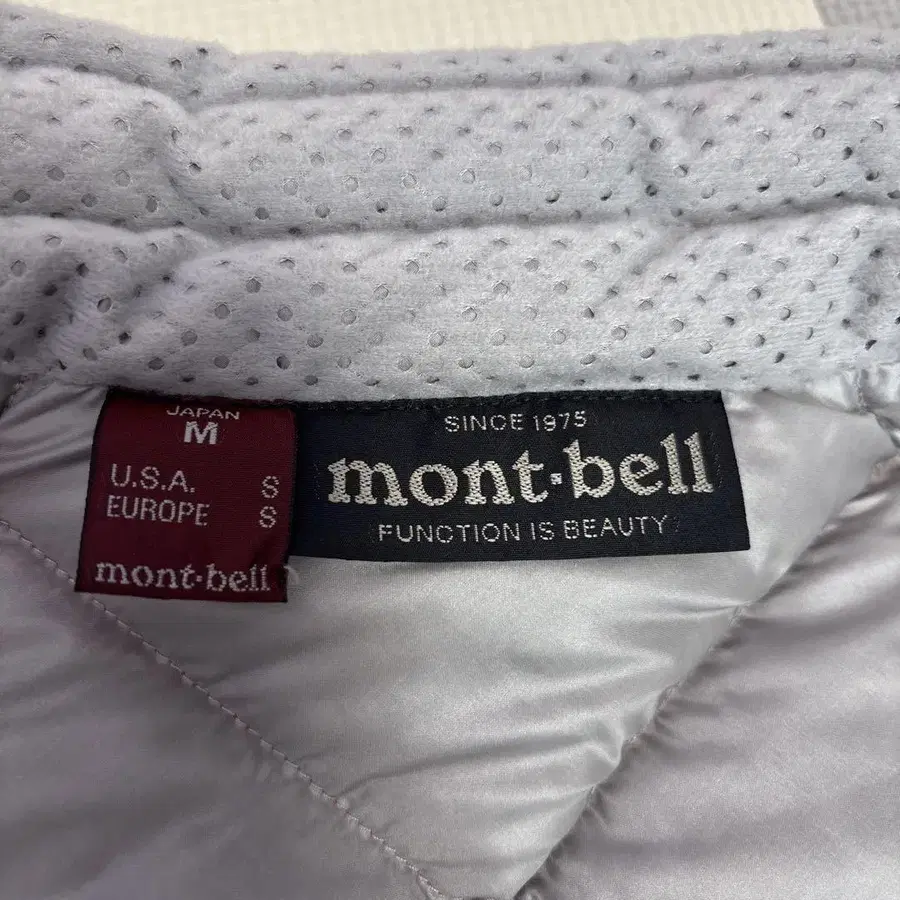 JAPAN
M
U.S.A. S
EUROPE S
mont-bell
SINCE 1975
mont-bell
FUNCTION IS BEAUTY